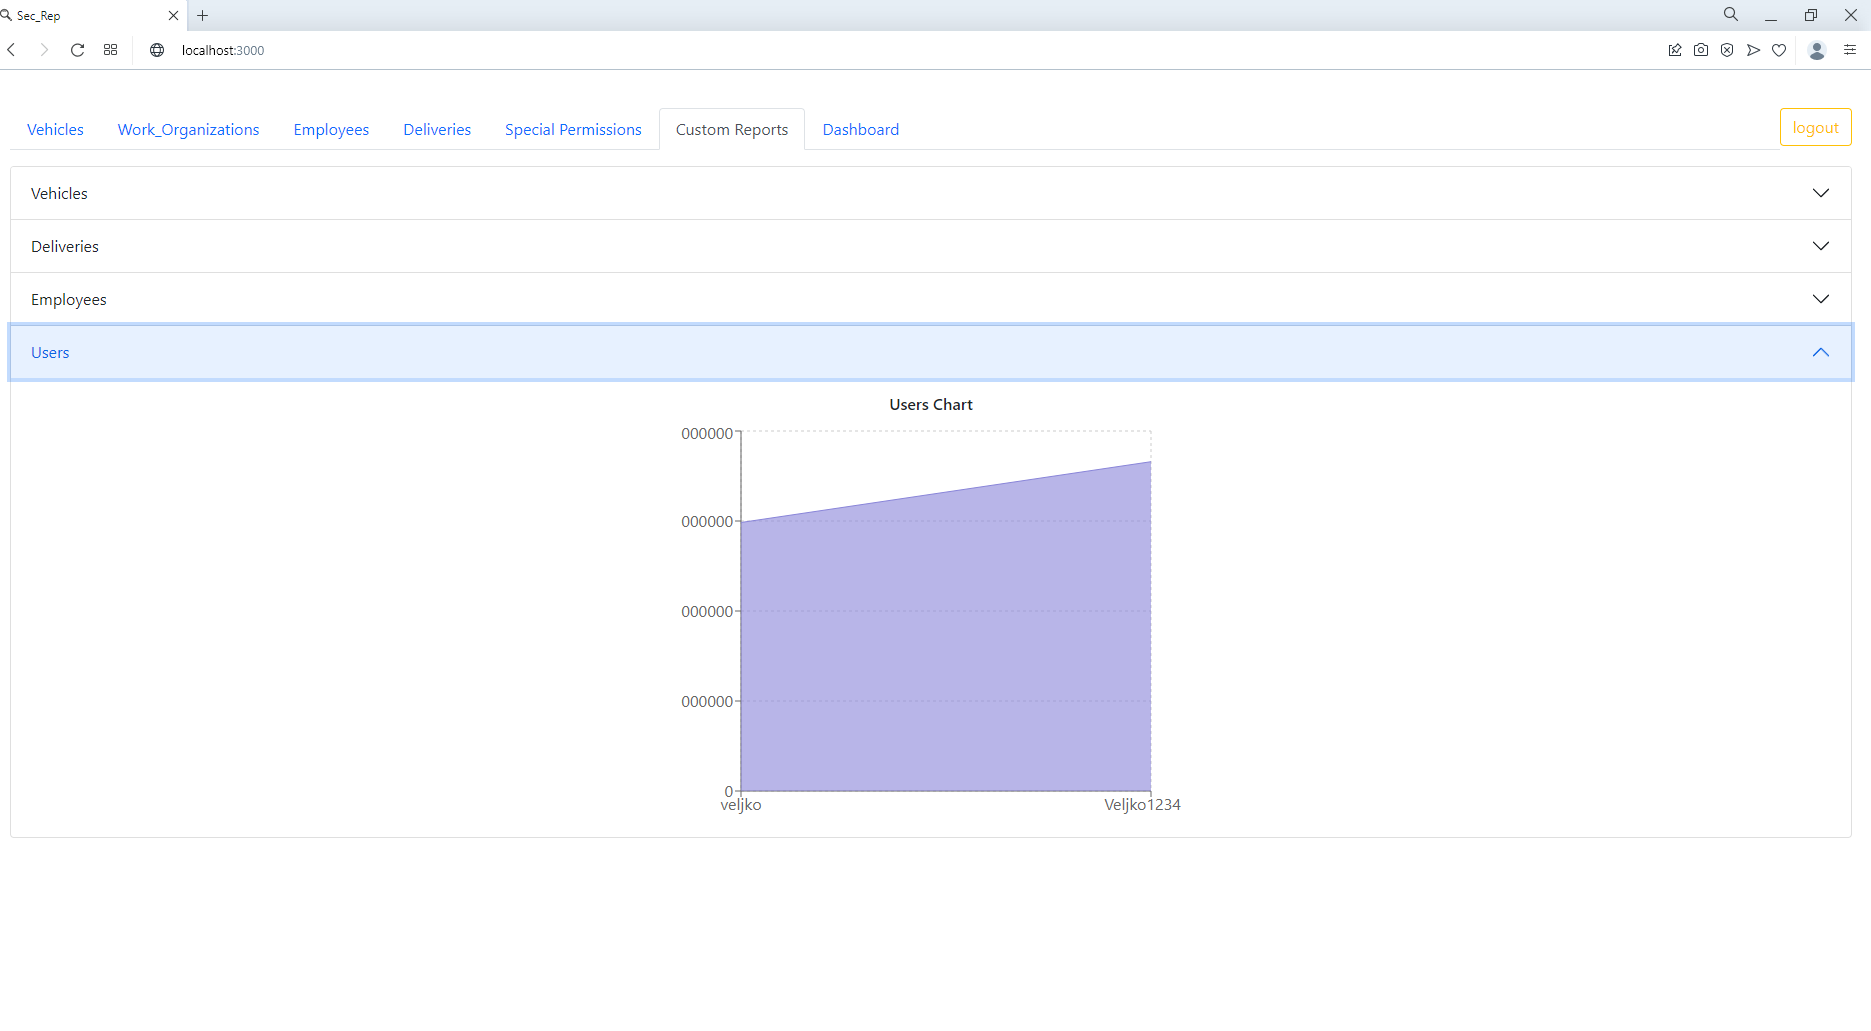 Sec_Rep
localhost:3000
Vehicles Work_Organizations Employees Deliveries Special Permissions Custom Reports Dashboard logout
Vehicles
Deliveries
Employees
Users
Users Chart
000000
000000
000000
000000
0
veljko Veljko1234